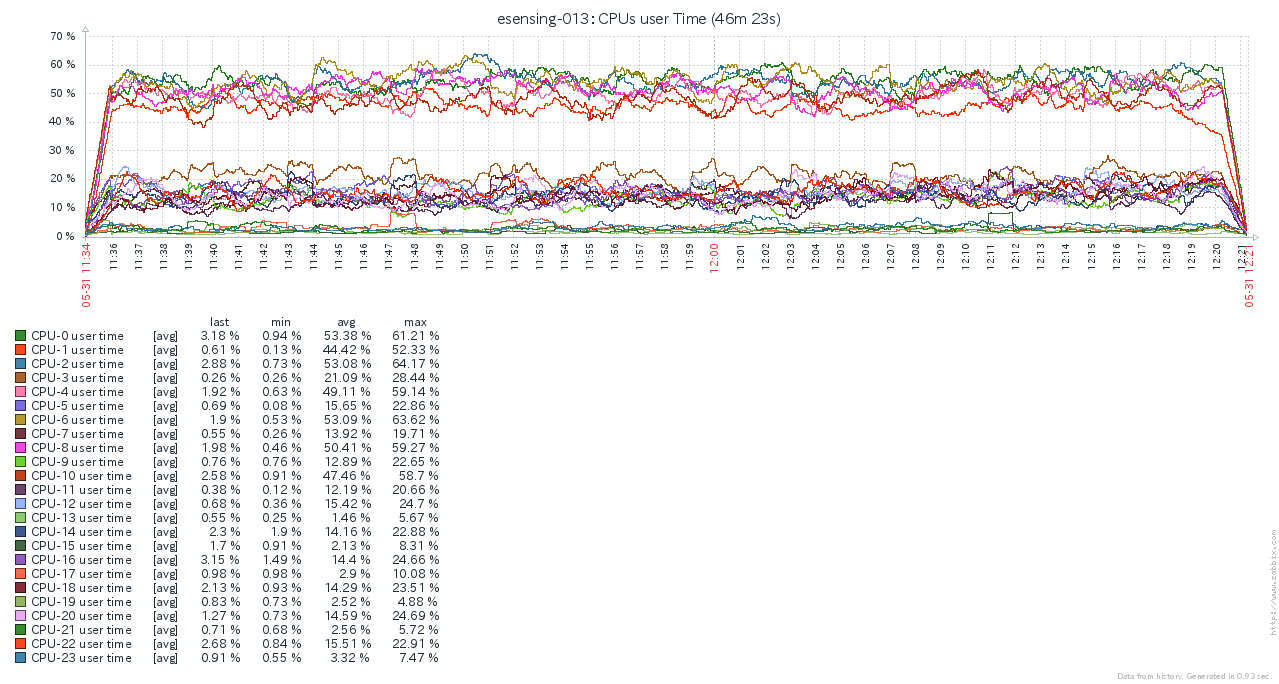 esensing-013: CPUs user Time (46m 23s)
70 %
60 %
50 %
40 %
30 %
20 %
10 %
0 %
05-31 11:34
11:36
11:37
11:38
11:39
11:40
11:41
11:42
11:43
11:44
11:45
11:45
11:46
11:48
11:49
11:50
11:51
11:52
11:53
11:54
11:55
11:56
11:57
11:58
11:59
12:00
12:01
12:02
12:03
12:04
12:05
12:06
12:07
12:08
12:09
12:10
12:11
12:12
12:13
12:14
12:15
12:16
12:17
12:18
12:19
12:20
12:21
05-31 12:21
last min avg max
CPU-0 user time [avg] 3.18 % 0.94 % 53.38 % 61.21 %
CPU-1 user time [avg] 0.61 % 0.13 % 44.42 % 52.33 %
CPU-2 user time [avg] 2.88 % 0.73 % 53.08 % 64.17 %
CPU-3 user time [avg] 0.26 % 0.26 % 21.09 % 28.44 %
CPU-4 user time [avg] 1.92 % 0.63 % 49.11 % 59.14 %
CPU-5 user time [avg] 0.69 % 0.08 % 15.65 % 22.86 %
CPU-6 user time [avg] 1.9 % 0.53 % 53.09 % 63.62 %
CPU-7 user time [avg] 0.55 % 0.26 % 13.92 % 19.71 %
CPU-8 user time [avg] 1.98 % 0.46 % 50.41 % 59.27 %
CPU-9 user time [avg] 0.76 % 0.76 % 12.89 % 22.65 %
CPU-10 user time [avg] 2.58 % 0.91 % 47.46 % 58.7 %
CPU-11 user time [avg] 0.38 % 0.12 % 12.19 % 20.66 %
CPU-12 user time [avg] 0.68 % 0.36 % 15.42 % 24.7 %
CPU-13 user time [avg] 0.55 % 0.25 % 1.46 % 5.67 %
CPU-14 user time [avg] 2.3 % 1.9 % 14.16 % 22.88 %
CPU-15 user time [avg] 1.7 % 0.91 % 2.13 % 8.31 %
CPU-16 user time [avg] 3.15 % 1.49 % 14.4 % 24.66 %
CPU-17 user time [avg] 0.98 % 0.98 % 2.9 % 10.08 %
CPU-18 user time [avg] 2.13 % 0.93 % 14.29 % 23.51 %
CPU-19 user time [avg] 0.83 % 0.73 % 2.52 % 4.88 %
CPU-20 user time [avg] 1.27 % 0.73 % 14.59 % 24.69 %
CPU-21 user time [avg] 0.71 % 0.68 % 2.56 % 5.72 %
CPU-22 user time [avg] 2.68 % 0.84 % 15.51 % 22.91 %
CPU-23 user time [avg] 0.91 % 0.55 % 3.32 % 7.47 %
http://www.zabbix.com
Data from history. Generated in 0.93 sec.